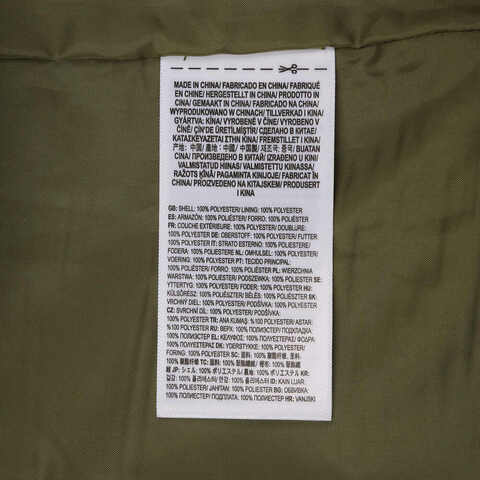 MADE IN CHINA/ FABRICADO EN CHINA/ FABRIQUÉ
EN CHINE/ HERGESTELLT IN CHINA/ PRODOTTO IN
CINA/ GEMAAKT IN CHINA/ FABRICADO NA CHINA/
WYPRODUKOWANO W CHINACH/ TILLVERKAD I KINA/
GYÁRTVA: KÍNA/ VYROBENÉ V ČÍNE/ VYROBENO V
ČÍNĚ/ ÇİN'DE ÜRETİLMİŞTİR/ СДЕЛАНО В КИТАЕ/
ΚΑΤΑΣΚΕΥΑΖΕΤΑΙ ΣΤΗΝ ΚΙΝΑ/ FREMSTILLET I KINA/
产地: 中国/ 產地: 中國/ 中国製/ 제조국: 중국/ BUATAN
CINA/ ПРОИЗВЕДЕНО В КИТАЙ/ IZRAĐENO U KINI/
VALMISTATUD HIINAS/ VALMISTETTU KIINASSA/
RAŽOTS ĶĪNĀ/ PAGAMINTA KINIJOJE/ FABRICAT ÎN
CHINA/ PROIZVEDENO NA KITAJSKEM/ PRODUSERT
I KINA
GB: SHELL: 100% POLYESTER/ LINING: 100% POLYESTER
ES: ARMAZÓN: 100% POLIÉSTER/ FORRO: 100% POLIÉSTER
FR: COUCHE EXTÉRIEURE: 100% POLYESTER/ DOUBLURE:
100% POLYESTER DE: OBERSTOFF: 100% POLYESTER/ FUTTER
: 100% POLYESTER IT: STRATO ESTERNO: 100% POLIESTERE/
FODERA: 100% POLIESTERE NL: OMHULSEL: 100% POLYESTER/
VOERING: 100% POLYESTER PT: TECIDO PRINCIPAL:
100% POLIÉSTER/ FORRO: 100% POLIÉSTER PL: WIERZCHNIA
WARSTWA: 100% POLIESTER/ PODSZEWKA: 100% POLIESTER SE:
YTTERTYG: 100% POLYESTER/ FODER: 100% POLYESTER HU:
KÜLSŐRÉSZ: 100% POLIÉSZTER/ BÉLÉS: 100% POLIÉSZTER SK:
VRCHNÝ DIEL: 100% POLYESTER/ PODŠÍVKA: 100% POLYESTER
CZ: SVRCHNÍ DÍL: 100% POLYESTER/ PODŠÍVKA:
100% POLYESTER TR: ANA KUMAŞ: % 100 POLYESTER/ ASTAR:
% 100 POLYESTER RU: ВЕРХ: 100% ПОЛИЭСТЕР/ ПОДКЛАДКА:
100% ПОЛИЭСТЕР EL: ΚΕΛΥΦΟΣ: 100% ΠΟΛΥΕΣΤΕΡΑΣ/ ΦΟΔΡΑ:
100% ΠΟΛΥΕΣΤΕΡΑΣ DK: YDERSTYKKE: 100% POLYESTER/
FORING: 100% POLYESTER SC: 面料: 100% 聚酯纤维/ 里料:
100% 聚酯纤维 TC: 面料: 100% 聚酯纖維/ 裏料: 100% 聚酯纖
維 JP: シェル: 100% ポリエステル/ 裏地: 100% ポリエステル KR:
겉감: 100% 폴리에스터/ 안감: 100% 폴리에스터 ID: KAIN LUAR:
100% POLIESTER/ JAHITAN: 100% POLIESTER BG: ОБВИВКА:
100% ПОЛИЕСТЕР/ ПОДПЛАТА: 100% ПОЛИЕСТЕР HR: VANJSKI